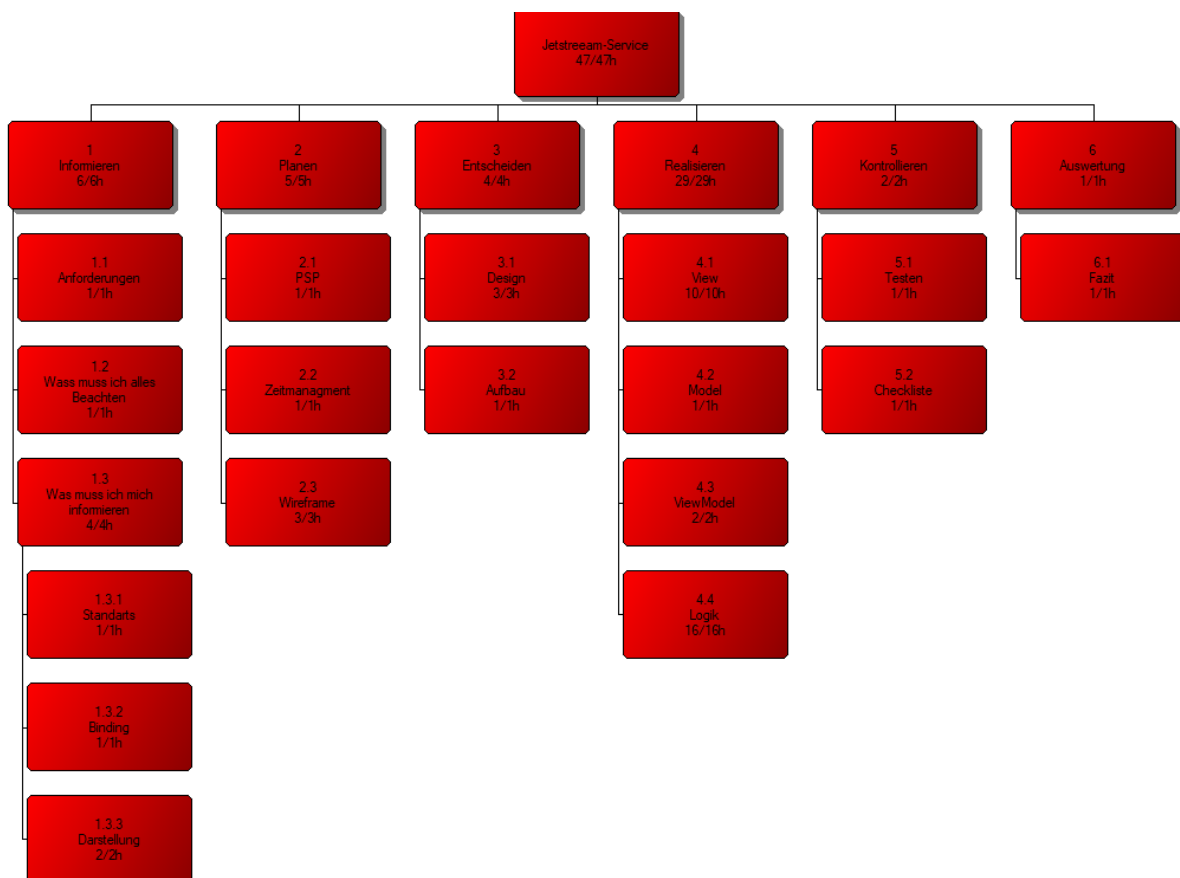 Jetstreeam-Service
47/47h
1
Informieren
6/6h
2
Planen
5/5h
3
Entscheiden
4/4h
4
Realisieren
29/29h
5
Kontrollieren
2/2h
6
Auswertung
1/1h
1.1
Anforderungen
1/1h
2.1
PSP
1/1h
3.1
Design
3/3h
4.1
View
10/10h
5.1
Testen
1/1h
6.1
Fazit
1/1h
1.2
Wass muss ich alles
Beachten
1/1h
2.2
Zeitmanagment
1/1h
3.2
Aufbau
1/1h
4.2
Model
1/1h
5.2
Checkliste
1/1h
1.3
Was muss ich mich
informieren
4/4h
2.3
Wireframe
3/3h
4.3
ViewModel
2/2h
1.3.1
Standarts
1/1h
4.4
Logik
16/16h
1.3.2
Binding
1/1h
1.3.3
Darstellung
2/2h